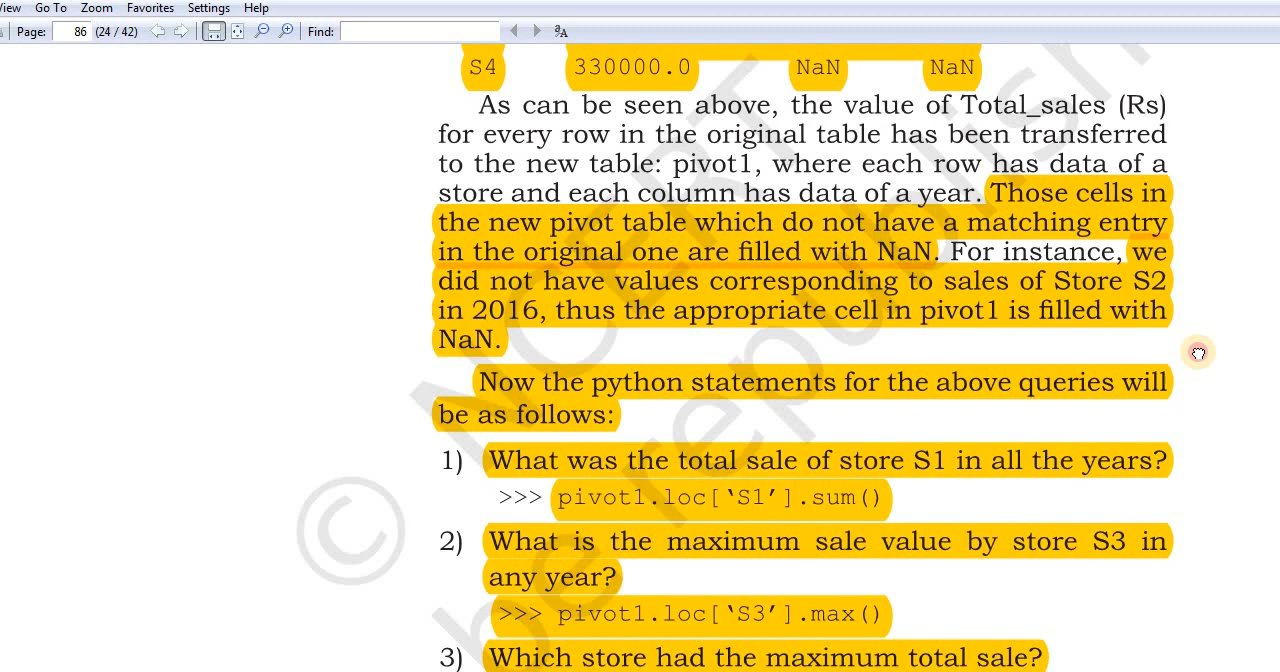 View Go To Zoom Favorites Settings Help
Page: 86 (24 / 42) Find:
S4 330000.0 NaN NaN
As can be seen above, the value of Total_sales (Rs)
for every row in the original table has been transferred
to the new table: pivot1, where each row has data of a
store and each column has data of a year. Those cells in
the new pivot table which do not have a matching entry
in the original one are filled with NaN. For instance, we
did not have values corresponding to sales of Store S2
in 2016, thus the appropriate cell in pivot1 is filled with
NaN.
Now the python statements for the above queries will
be as follows:
1) What was the total sale of store S1 in all the years?
>>> pivot1.loc[‘S1’].sum()
2) What is the maximum sale value by store S3 in
any year?
>>> pivot1.loc[‘S3’].max()
3) Which store had the maximum total sale?
© NCERT
be republish